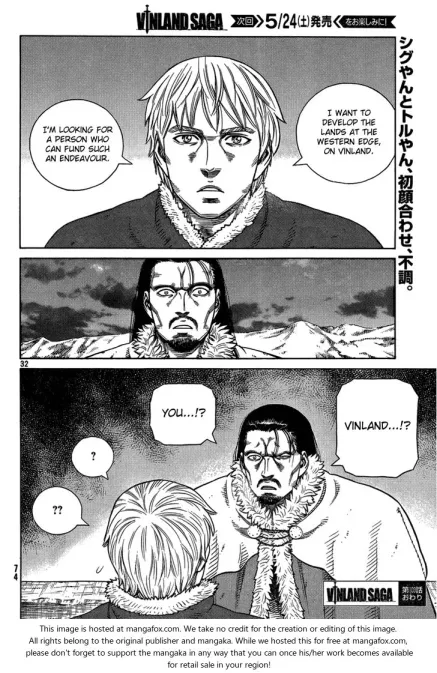 VINLAND SAGA 次回 5/24(土)発売 をお楽しみに!
シグやんとトルやん、初顔合わせ、不調。
I WANT TO
DEVELOP THE
LANDS AT THE
WESTERN EDGE,
ON VINLAND.
I'M LOOKING FOR
A PERSON WHO
CAN FUND SUCH
AN ENDEAVOUR.
32
VINLAND...!?
YOU...!?
?
??
74
VINLAND SAGA
おわり
This image is hosted at mangafox.com. We take no credit for the creation or editing of this image.
All rights belong to the original publisher and mangaka. While we hosted this for free at mangafox.com,
please don't forget to support the mangaka in any way that you can once his/her work becomes available
for retail sale in your region!